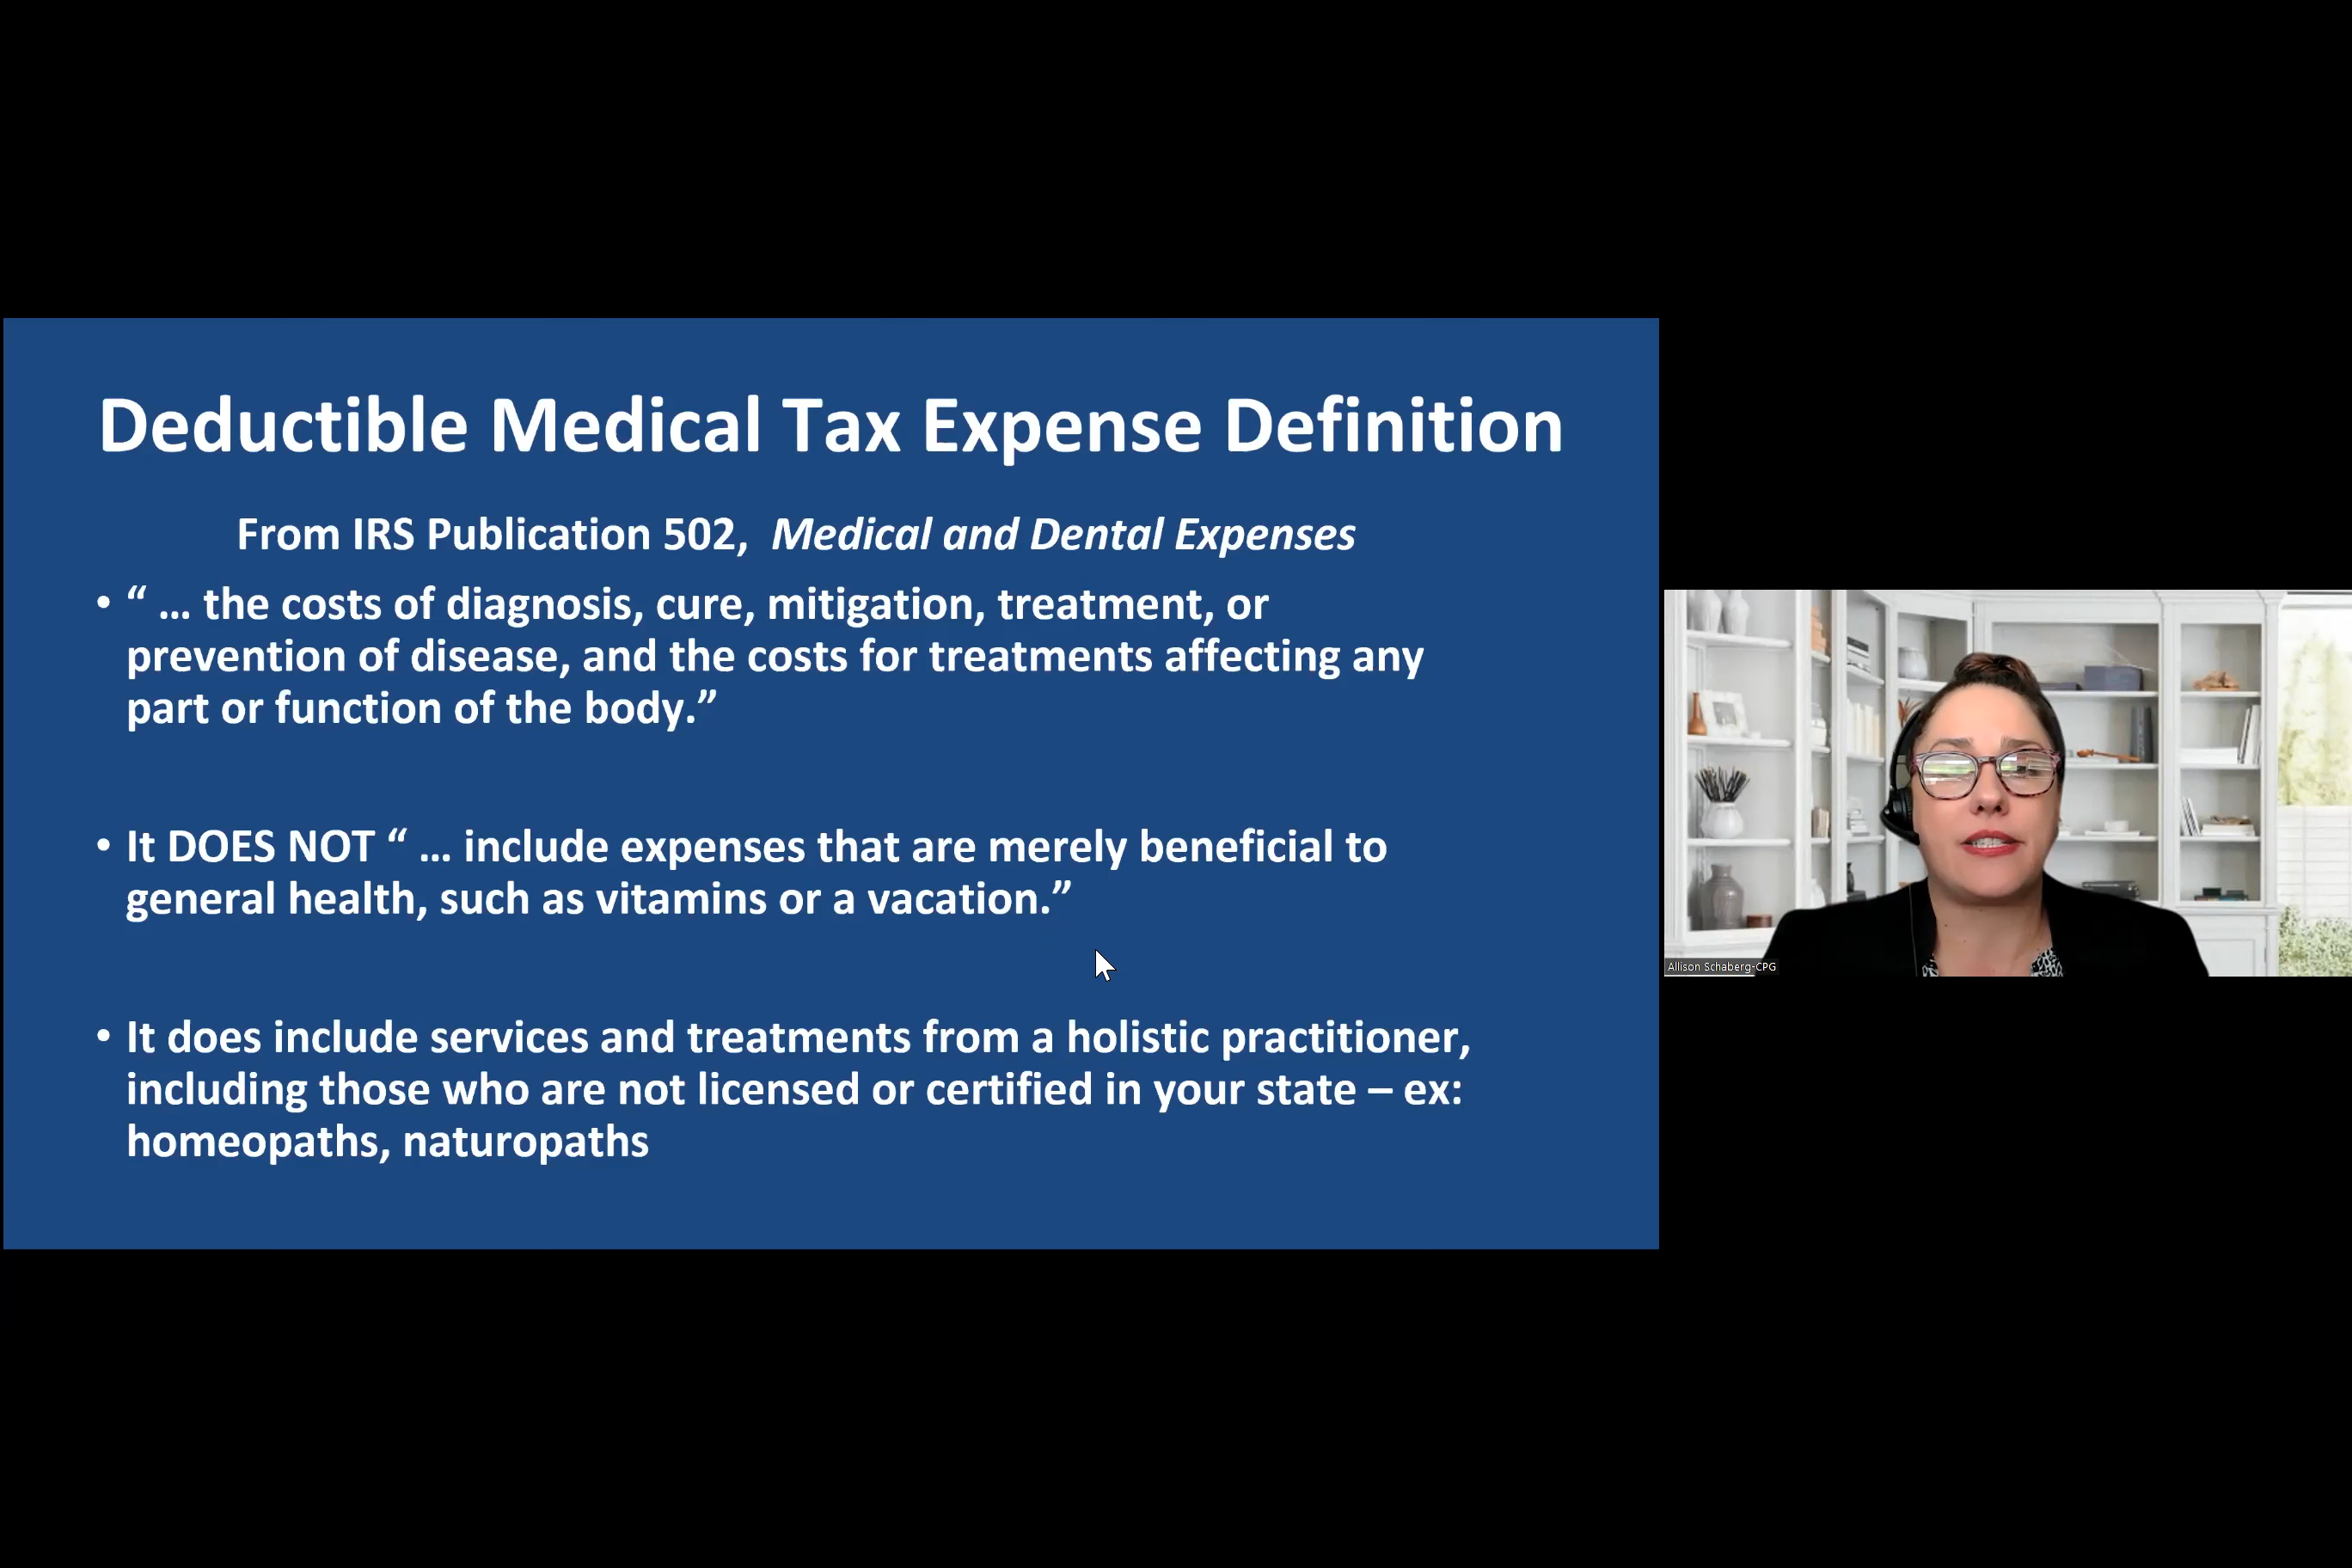 Deductible Medical Tax Expense Definition
From IRS Publication 502, Medical and Dental Expenses
• “ … the costs of diagnosis, cure, mitigation, treatment, or
prevention of disease, and the costs for treatments affecting any
part or function of the body.”
• It DOES NOT “ … include expenses that are merely beneficial to
general health, such as vitamins or a vacation.”
• It does include services and treatments from a holistic practitioner,
including those who are not licensed or certified in your state – ex:
homeopaths, naturopaths
Allison Schaberg-CPG